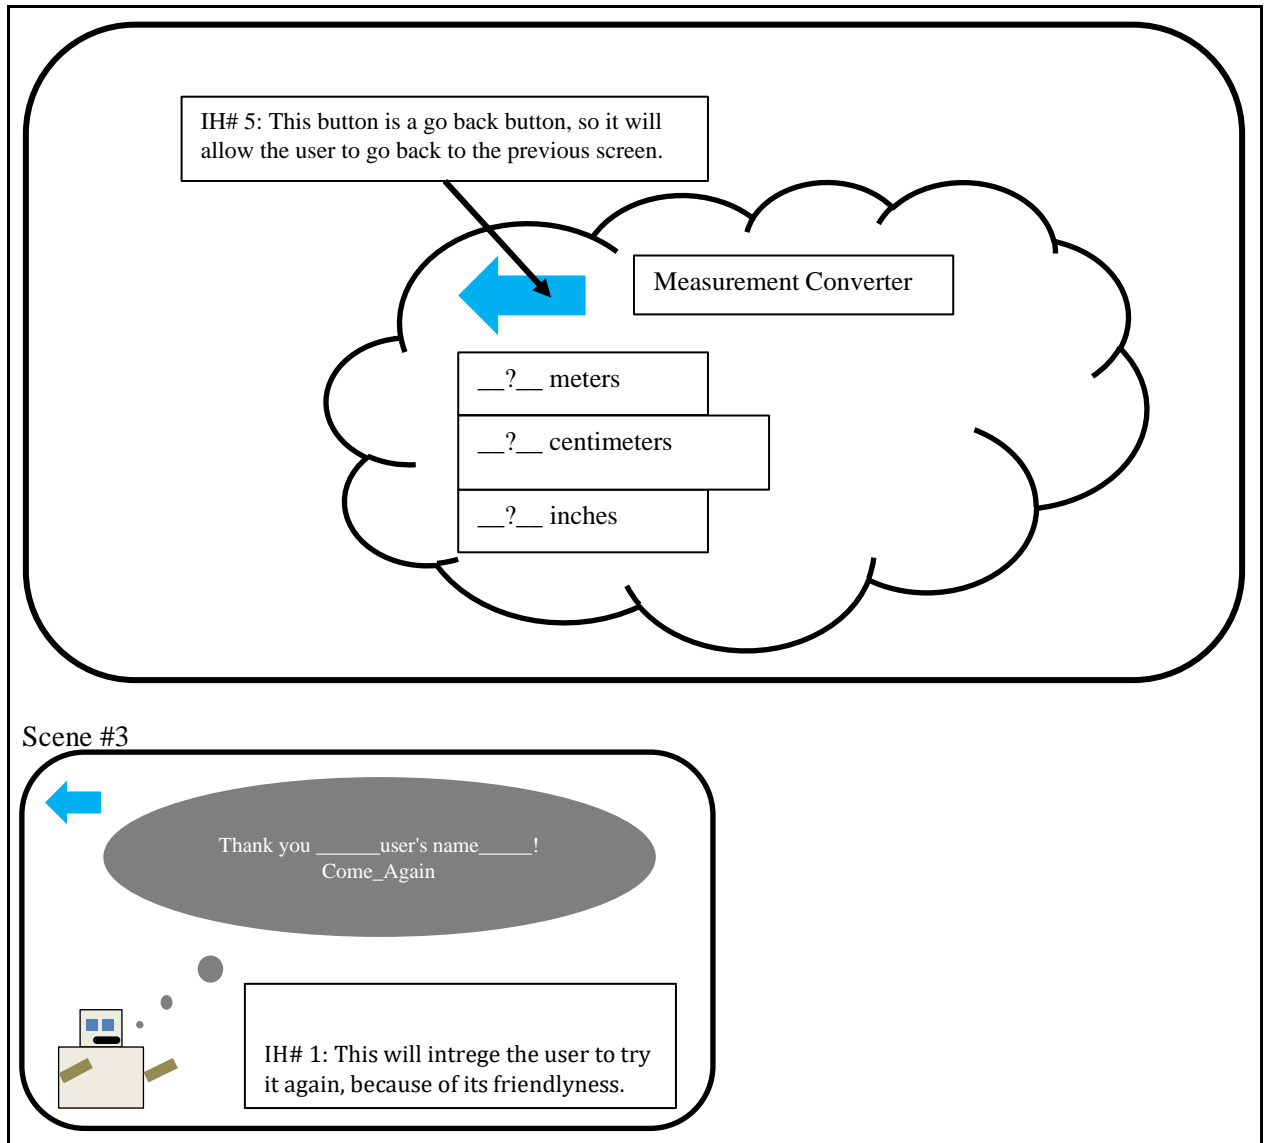 IH# 5: This button is a go back button, so it will
allow the user to go back to the previous screen.
Measurement Converter
__?__ meters
__?__ centimeters
__?__ inches
Scene #3
Thank you ______user's name_____!
Come_Again
IH# 1: This will intrege the user to try
it again, because of its friendlyness.